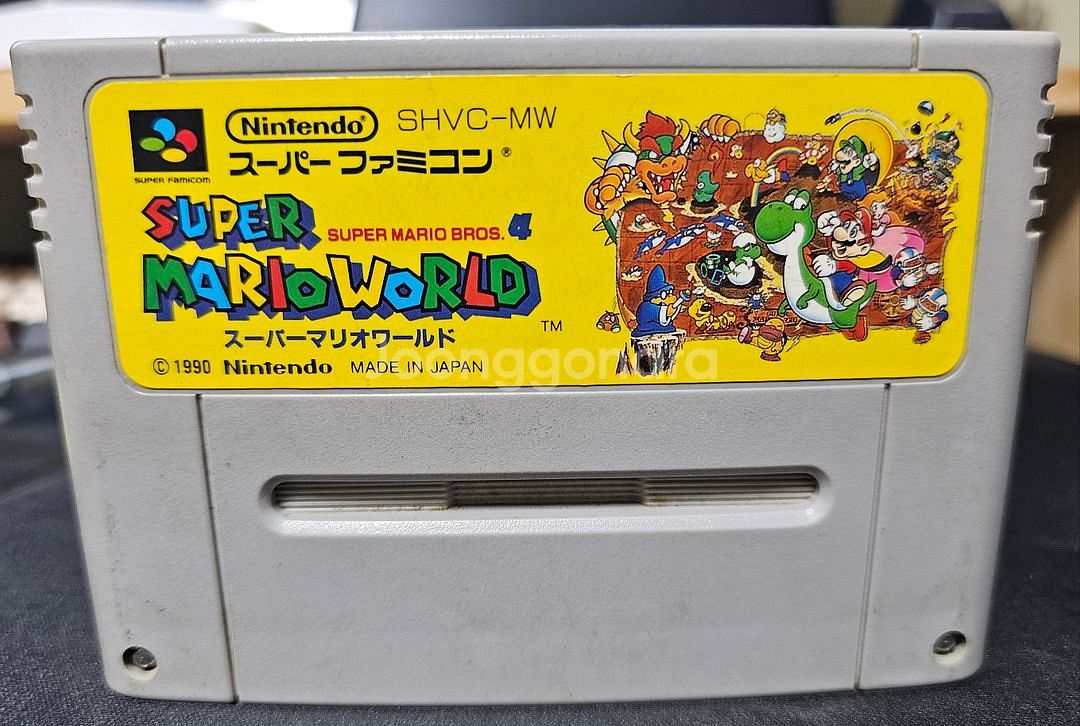 SUPER FAMICOM
Nintendo® SHVC-MW
スーパーファミコン®
SUPER
SUPER MARIO BROS. 4
MARIO WORLD TM
スーパーマリオワールド
© 1990 Nintendo MADE IN JAPAN
Joonggonara